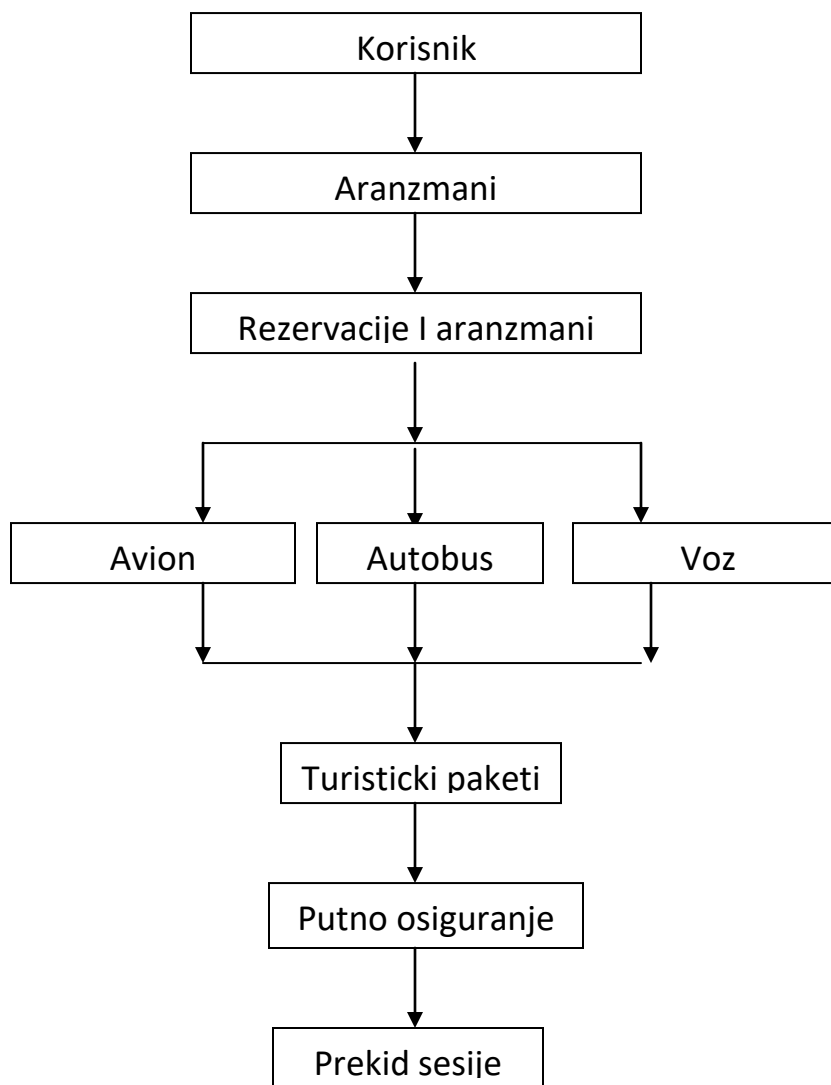 Korisnik
Aranzmani
Rezervacije I aranzmani
Avion
Autobus
Voz
Turisticki paketi
Putno osiguranje
Prekid sesije